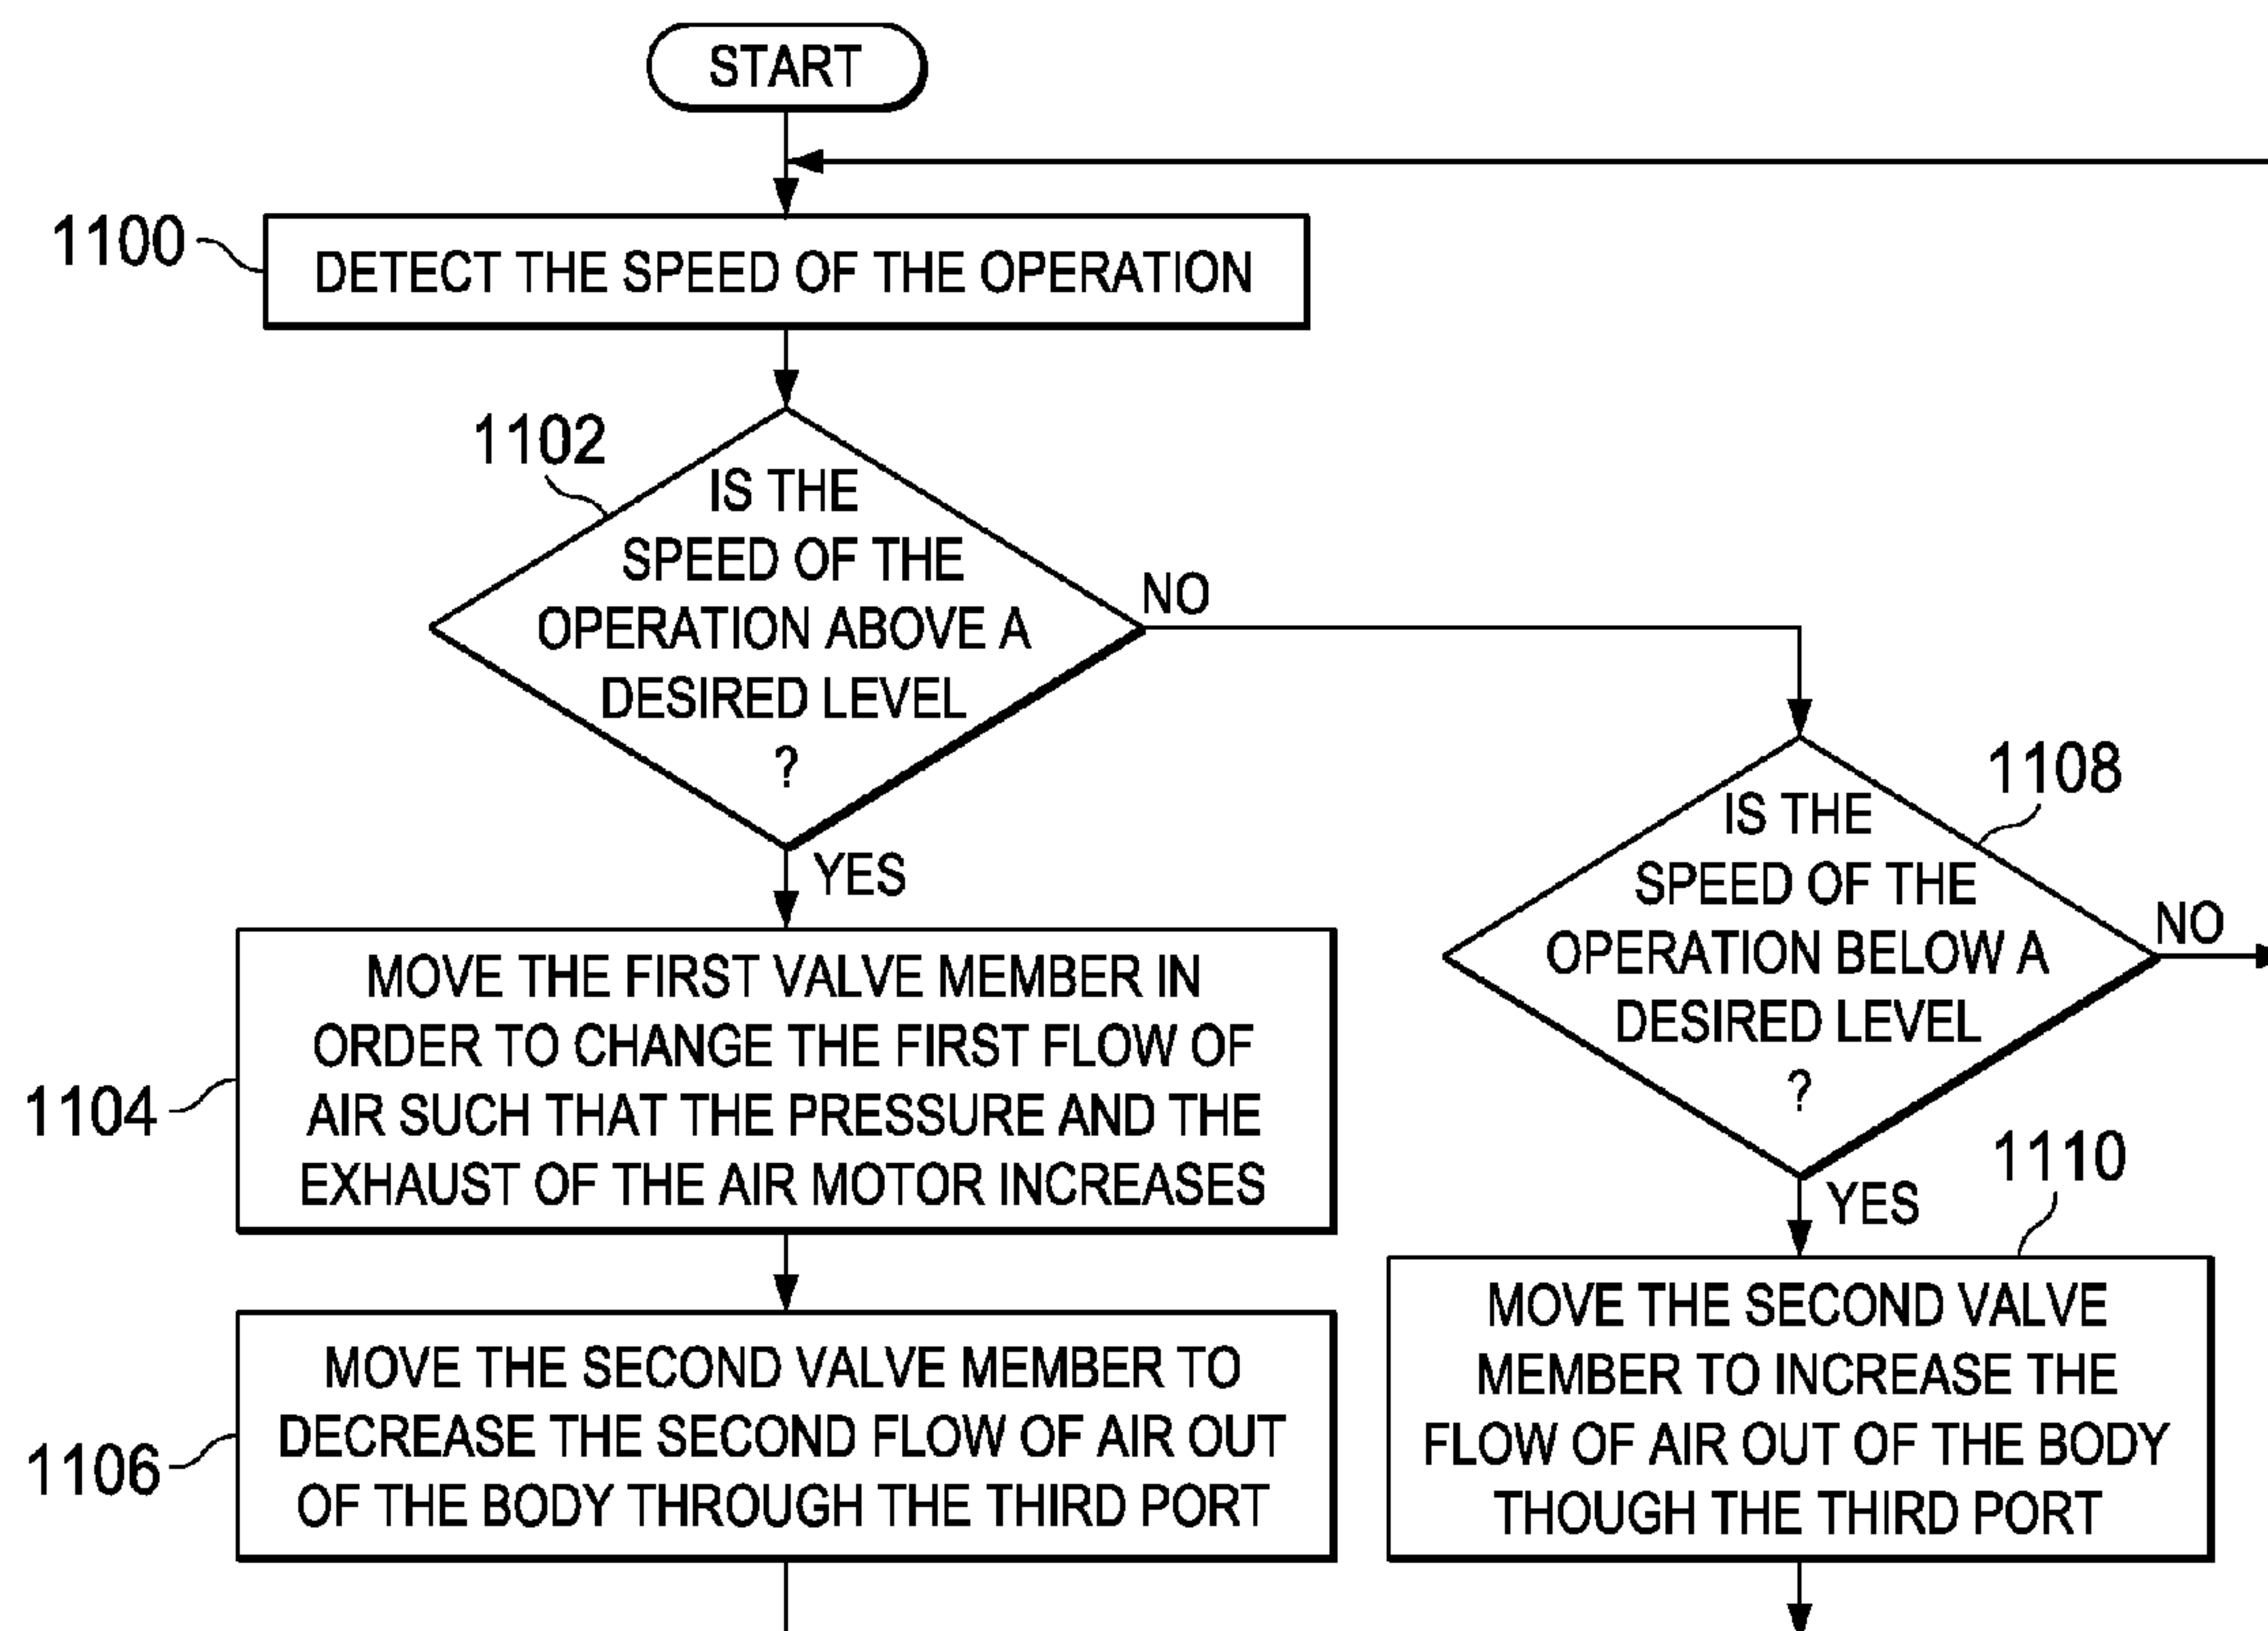 START
1100
DETECT THE SPEED OF THE OPERATION
1102
IS THE
SPEED OF THE
OPERATION ABOVE A
DESIRED LEVEL
?
NO
YES
1104
MOVE THE FIRST VALVE MEMBER IN
ORDER TO CHANGE THE FIRST FLOW OF
AIR SUCH THAT THE PRESSURE AND THE
EXHAUST OF THE AIR MOTOR INCREASES
1106
MOVE THE SECOND VALVE MEMBER TO
DECREASE THE SECOND FLOW OF AIR OUT
OF THE BODY THROUGH THE THIRD PORT
1108
IS THE
SPEED OF THE
OPERATION BELOW A
DESIRED LEVEL
?
NO
YES
1110
MOVE THE SECOND VALVE
MEMBER TO INCREASE THE
FLOW OF AIR OUT OF THE BODY
THOUGH THE THIRD PORT